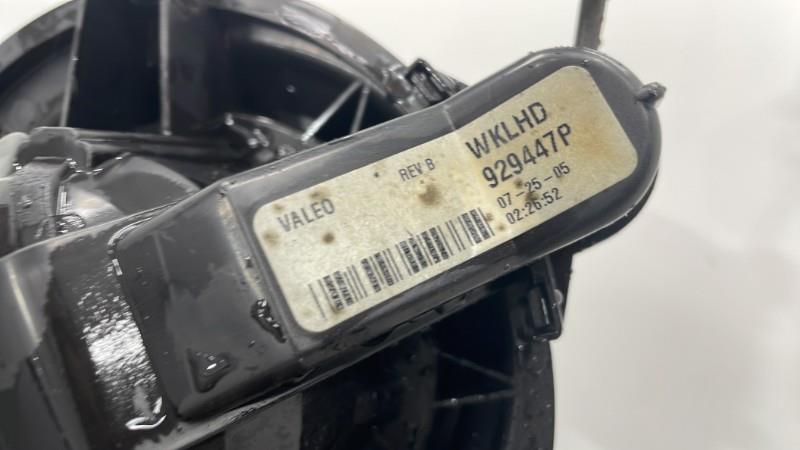 VALEO
REV B
WKLHD
929447P
07-25-05
02:26:52